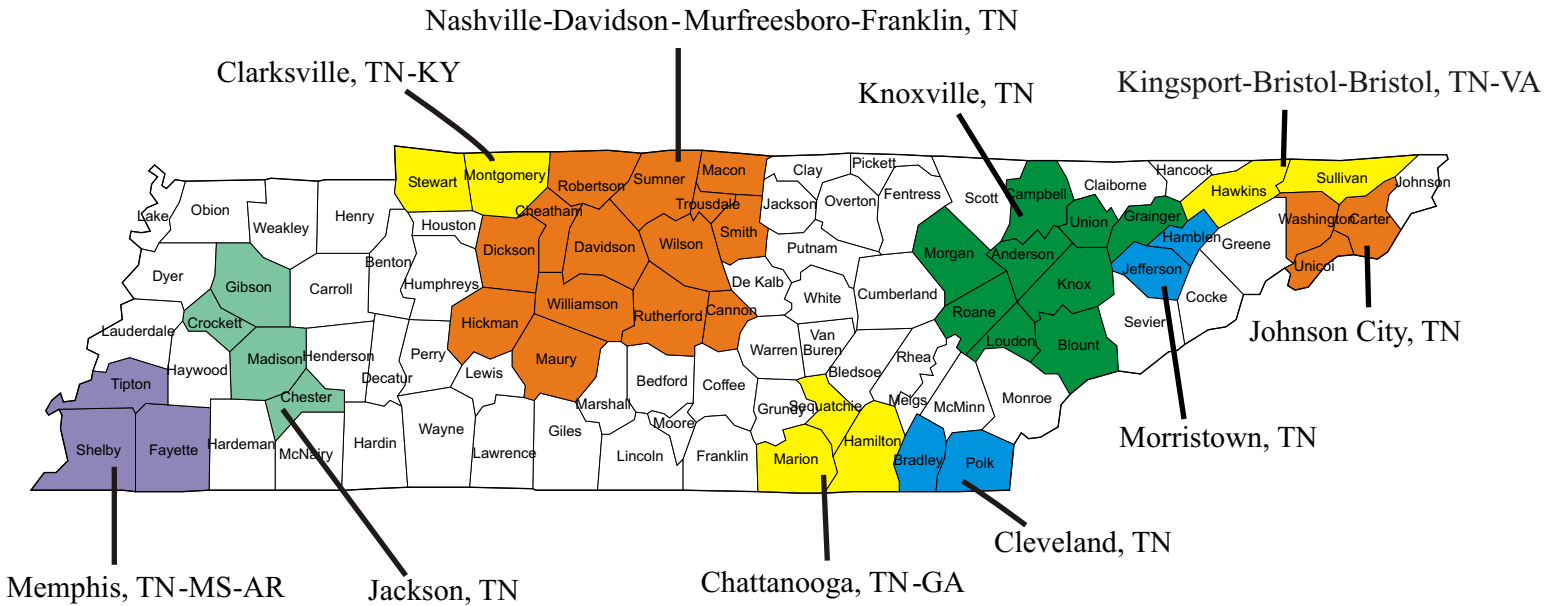 Nashville-Davidson-Murfreesboro-Franklin, TN
Clarksville, TN-KY
Knoxville, TN
Kingsport-Bristol-Bristol, TN-VA
Stewart
Montgomery
Robertson
Sumner
Macon
Clay
Pickett
Scott
Campbell
Claiborne
Hancock
Hawkins
Sullivan
Johnson
Lake
Obion
Weakley
Henry
Houston
Cheatham
Trousdale
Jackson
Overton
Fentress
Union
Grainger
Hamblen
Greene
Washington
Carter
Unicoi
Dyer
Gibson
Carroll
Benton
Humphreys
Dickson
Davidson
Wilson
Smith
Putnam
De Kalb
White
Cumberland
Morgan
Anderson
Knox
Jefferson
Cocke
Sevier
Lauderdale
Crockett
Madison
Henderson
Decatur
Perry
Hickman
Williamson
Rutherford
Cannon
Warren
Van
Buren
Bledsoe
Rhea
Roane
Loudon
Blount
Johnson City, TN
Tipton
Haywood
Chester
Lewis
Maury
Marshall
Bedford
Coffee
Grundy
Sequatchie
Meigs
McMinn
Monroe
Shelby
Fayette
Hardeman
McNairy
Hardin
Wayne
Lawrence
Giles
Lincoln
Moore
Franklin
Marion
Hamilton
Bradley
Polk
Morristown, TN
Cleveland, TN
Memphis, TN-MS-AR
Jackson, TN
Chattanooga, TN-GA